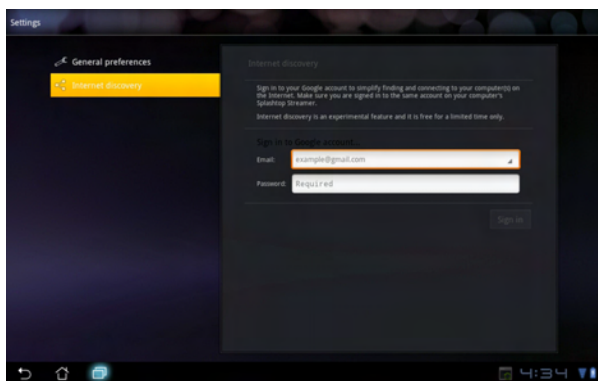 Settings
General preferences
Internet discovery
Internet discovery
Sign in to your Google account to simplify finding and connecting to your computer(s) on
the Internet. Make sure you are signed in to the same account on your computer's
Splashtop Streamer.
Internet discovery is an experimental feature and it is free for a limited time only.
Sign in to Google account...
Email:
example@gmail.com
Password:
Required
Sign in
4:34